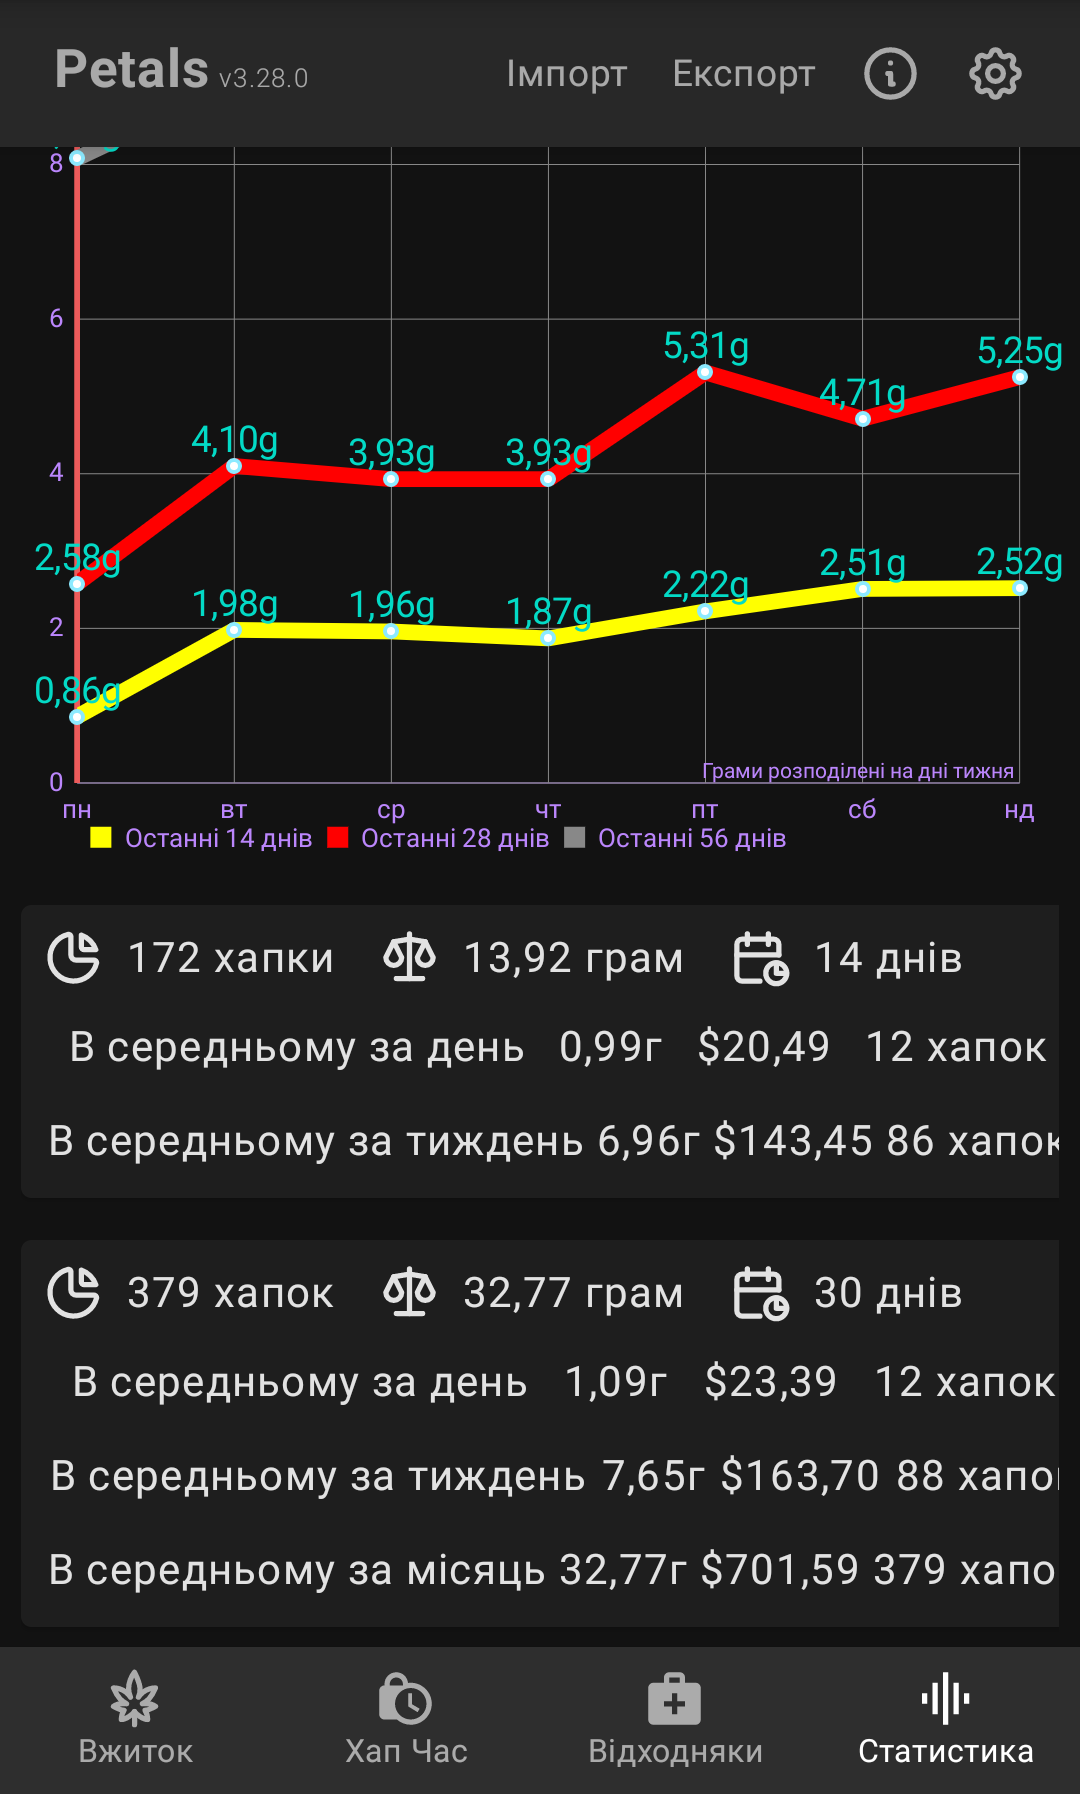 Petals v3.28.0 Імпорт Експорт
8
6
4
2
0
5,31g 5,25g
4,71g
4,10g 3,93g 3,93g
2,58g
2,51g 2,52g
2,22g
1,98g 1,96g 1,87g
0,86g
Грами розподілені на дні тижня
пн вт ср чт пт сб нд
Останні 14 днів Останні 28 днів Останні 56 днів
172 хапки 13,92 грам 14 днів
В середньому за день 0,99г $20,49 12 хапок
В середньому за тиждень 6,96г $143,45 86 хапок
379 хапок 32,77 грам 30 днів
В середньому за день 1,09г $23,39 12 хапок
В середньому за тиждень 7,65г $163,70 88 хапо
В середньому за місяць 32,77г $701,59 379 хапо
Вжиток Хап Час Відходняки Статистика